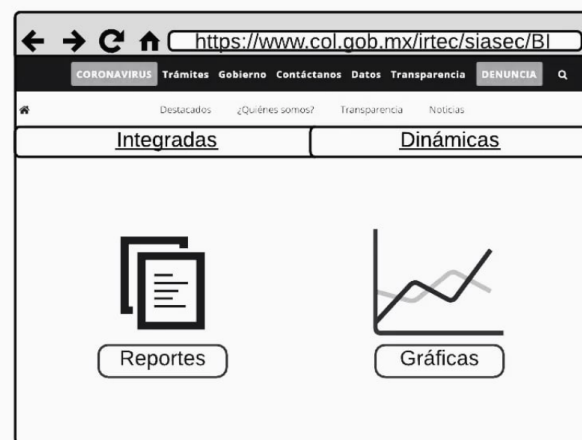 https://www.col.gob.mx/irtec/siasec/BI
CORONAVIRUS Trámites Gobierno Contáctanos Datos Transparencia DENUNCIA
Destacados ¿Quiénes somos? Transparencia Noticias
Integradas Dinámicas
Reportes Gráficas